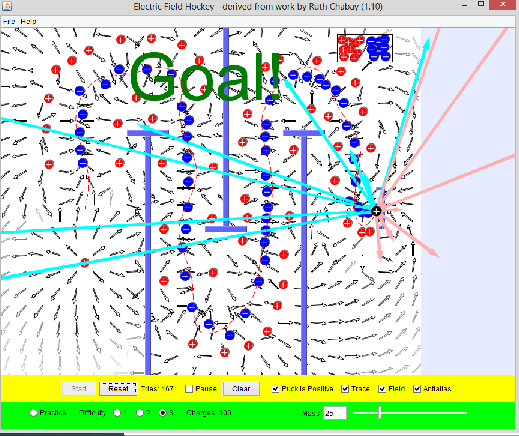 Electric Field Hockey - derived from work by Ruth Chabay (1.10)
File Help
Goal!
Start Reset Tries: 167 Pause Clear Puck is Positive Trace Field Antialias
Practice Difficulty 1 2 3 Charges: 100 Mass 25